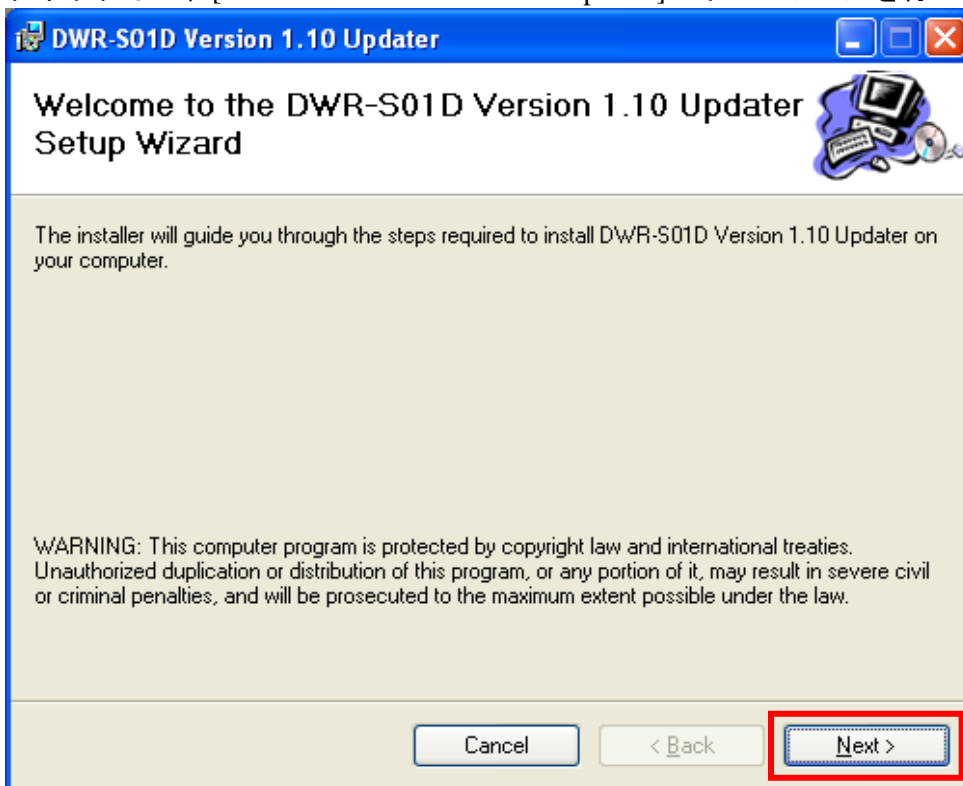 DWR-S01D Version 1.10 Updater
Welcome to the DWR-S01D Version 1.10 Updater
Setup Wizard
The installer will guide you through the steps required to install DWR-S01D Version 1.10 Updater on
your computer.
WARNING: This computer program is protected by copyright law and international treaties.
Unauthorized duplication or distribution of this program, or any portion of it, may result in severe civil
or criminal penalties, and will be prosecuted to the maximum extent possible under the law.
Cancel < Back Next >